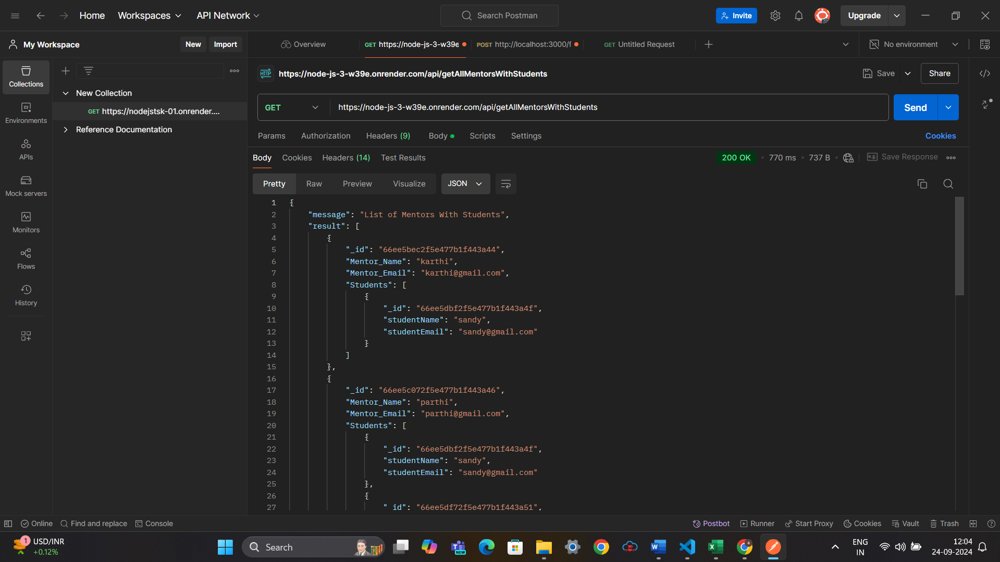 Home
Workspaces
API Network
Search Postman
Invite
Upgrade
My Workspace
New
Import
Overview
GET https://node-js-3-w39e
POST http://localhost:3000/f
GET Untitled Request
No environment
Collections
Environments
APIs
Mock servers
Monitors
Flows
History
New Collection
GET https://nodejstsk-01.onrender....
Reference Documentation
HTTP https://node-js-3-w39e.onrender.com/api/getAllMentorsWithStudents
Save
Share
GET
https://node-js-3-w39e.onrender.com/api/getAllMentorsWithStudents
Send
Params
Authorization
Headers (9)
Body
Scripts
Settings
Cookies
Body
Cookies
Headers (14)
Test Results
200 OK
770 ms
737 B
e.g. Save Response
Pretty
Raw
Preview
Visualize
JSON
1 {
2 "message": "List of Mentors With Students",
3 "result": [
4 {
5 "_id": "66ee5bec2f5e477b1f443a44",
6 "Mentor_Name": "karthi",
7 "Mentor_Email": "karthi@gmail.com",
8 "Students": [
9 {
10 "_id": "66ee5dbf2f5e477b1f443a4f",
11 "studentName": "sandy",
12 "studentEmail": "sandy@gmail.com"
13 }
14 ]
15 },
16 {
17 "_id": "66ee5c072f5e477b1f443a46",
18 "Mentor_Name": "parthi",
19 "Mentor_Email": "parthi@gmail.com",
20 "Students": [
21 {
22 "_id": "66ee5dbf2f5e477b1f443a4f",
23 "studentName": "sandy",
24 "studentEmail": "sandy@gmail.com"
25 },
26 {
27 "_id": "66ee5df72f5e477b1f443a51",
Online
Find and replace
Console
Postbot
Runner
Start Proxy
Cookies
Vault
Trash
1
USD/INR
+0.12%
Search
NEW
ENG
IN
12:04
24-09-2024